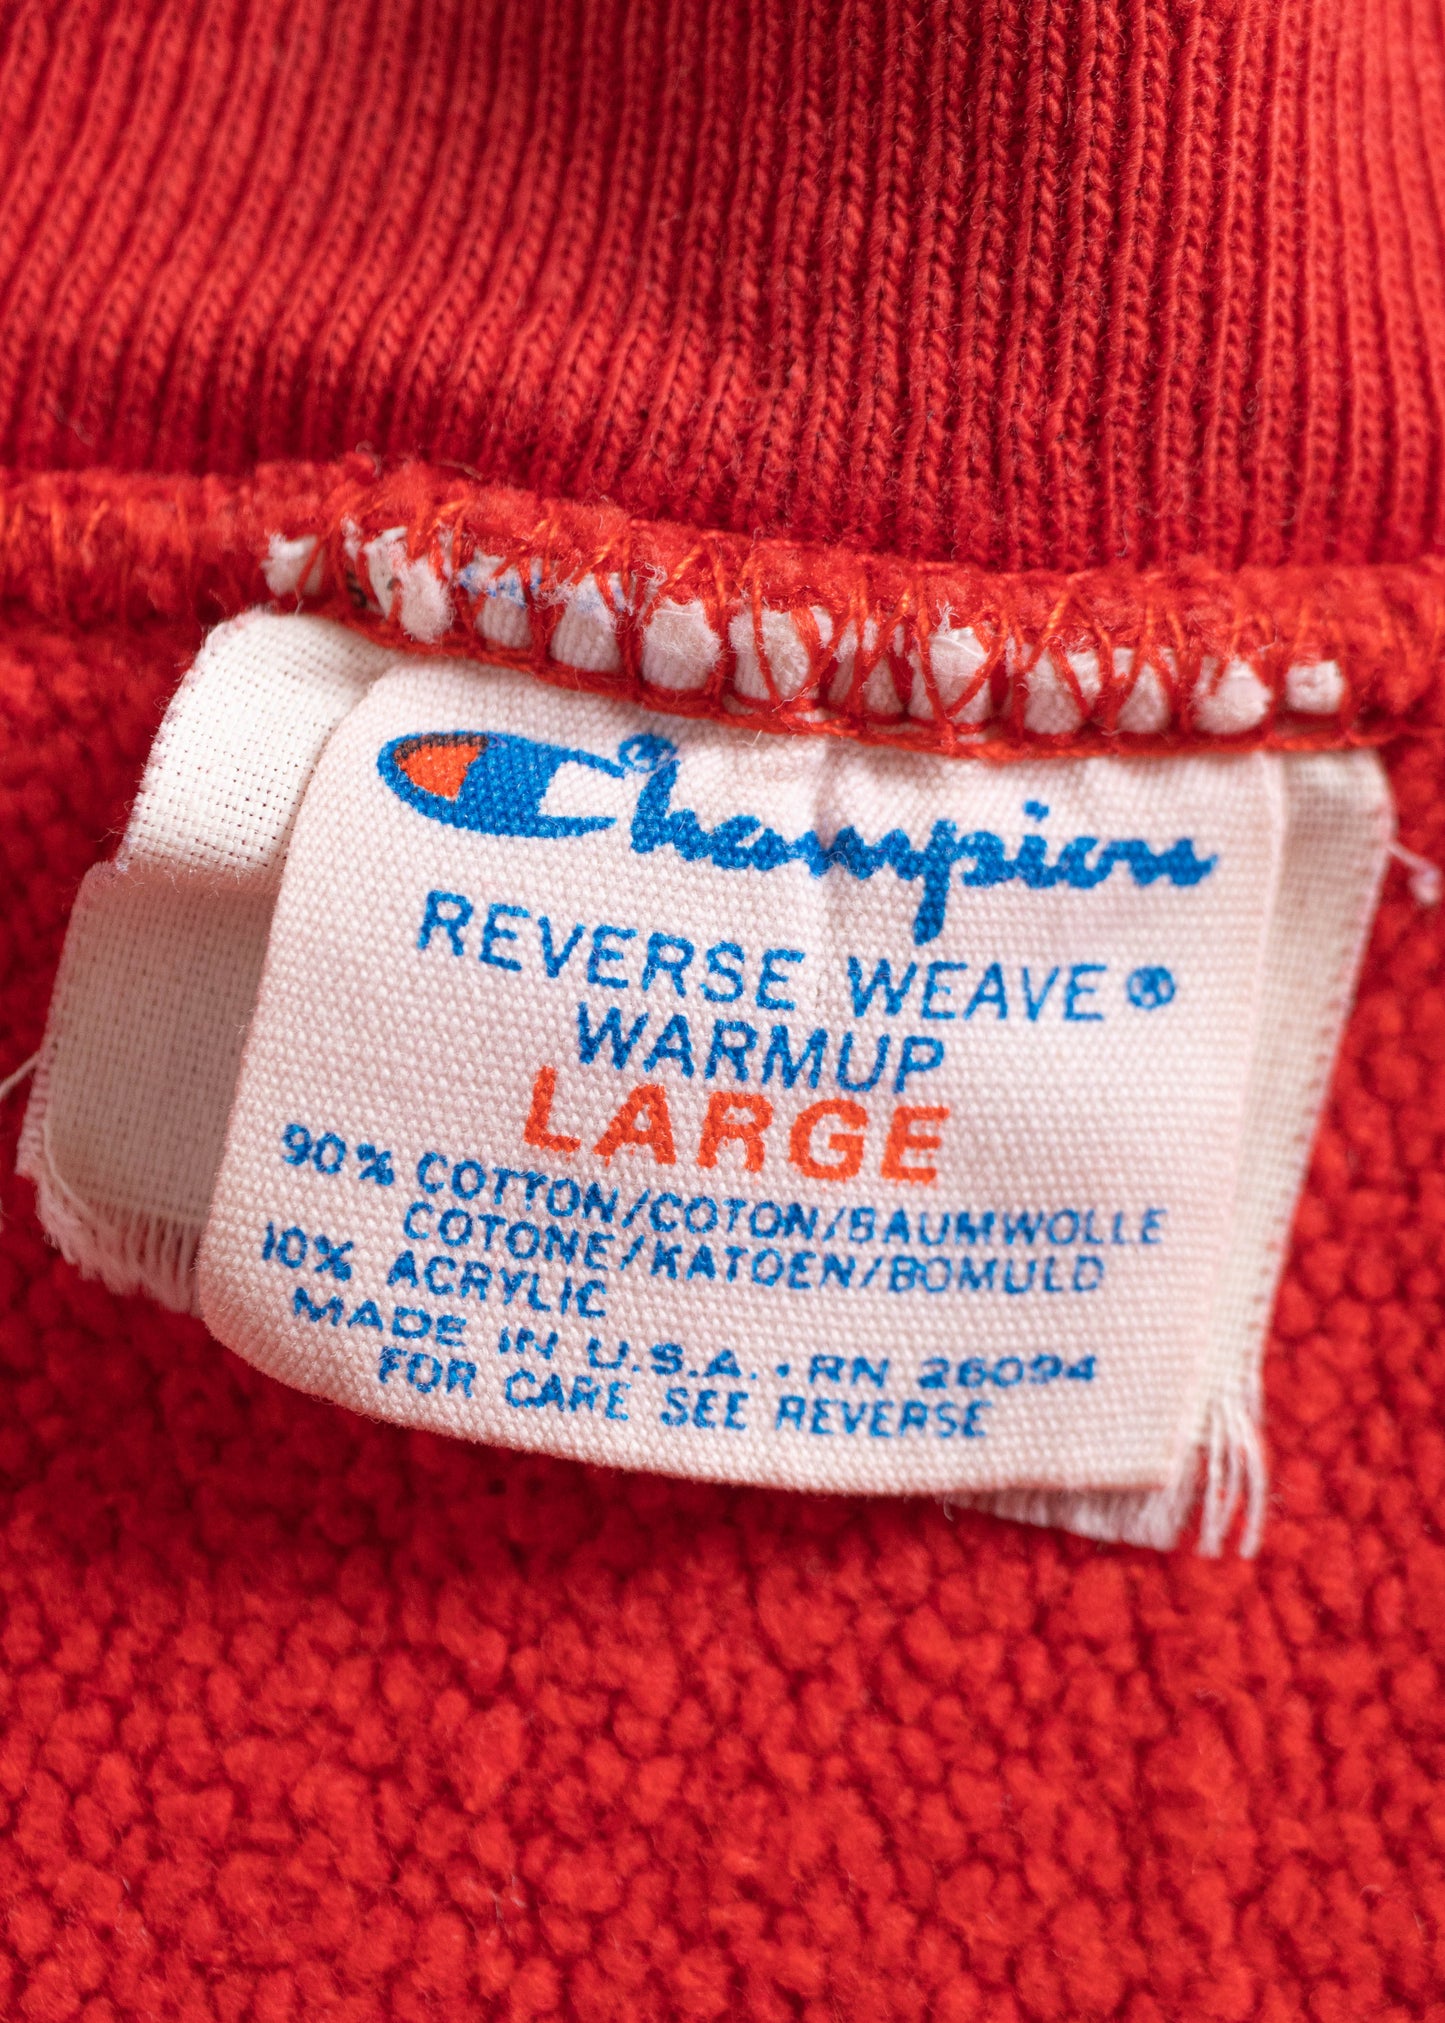 Champion®
REVERSE WEAVE®
WARMUP
LARGE
90% COTTON/COTON/BAUMWOLLE
COTONE/KATOEN/BOMULD
10% ACRYLIC
MADE IN U.S.A. • RN 26094
FOR CARE SEE REVERSE